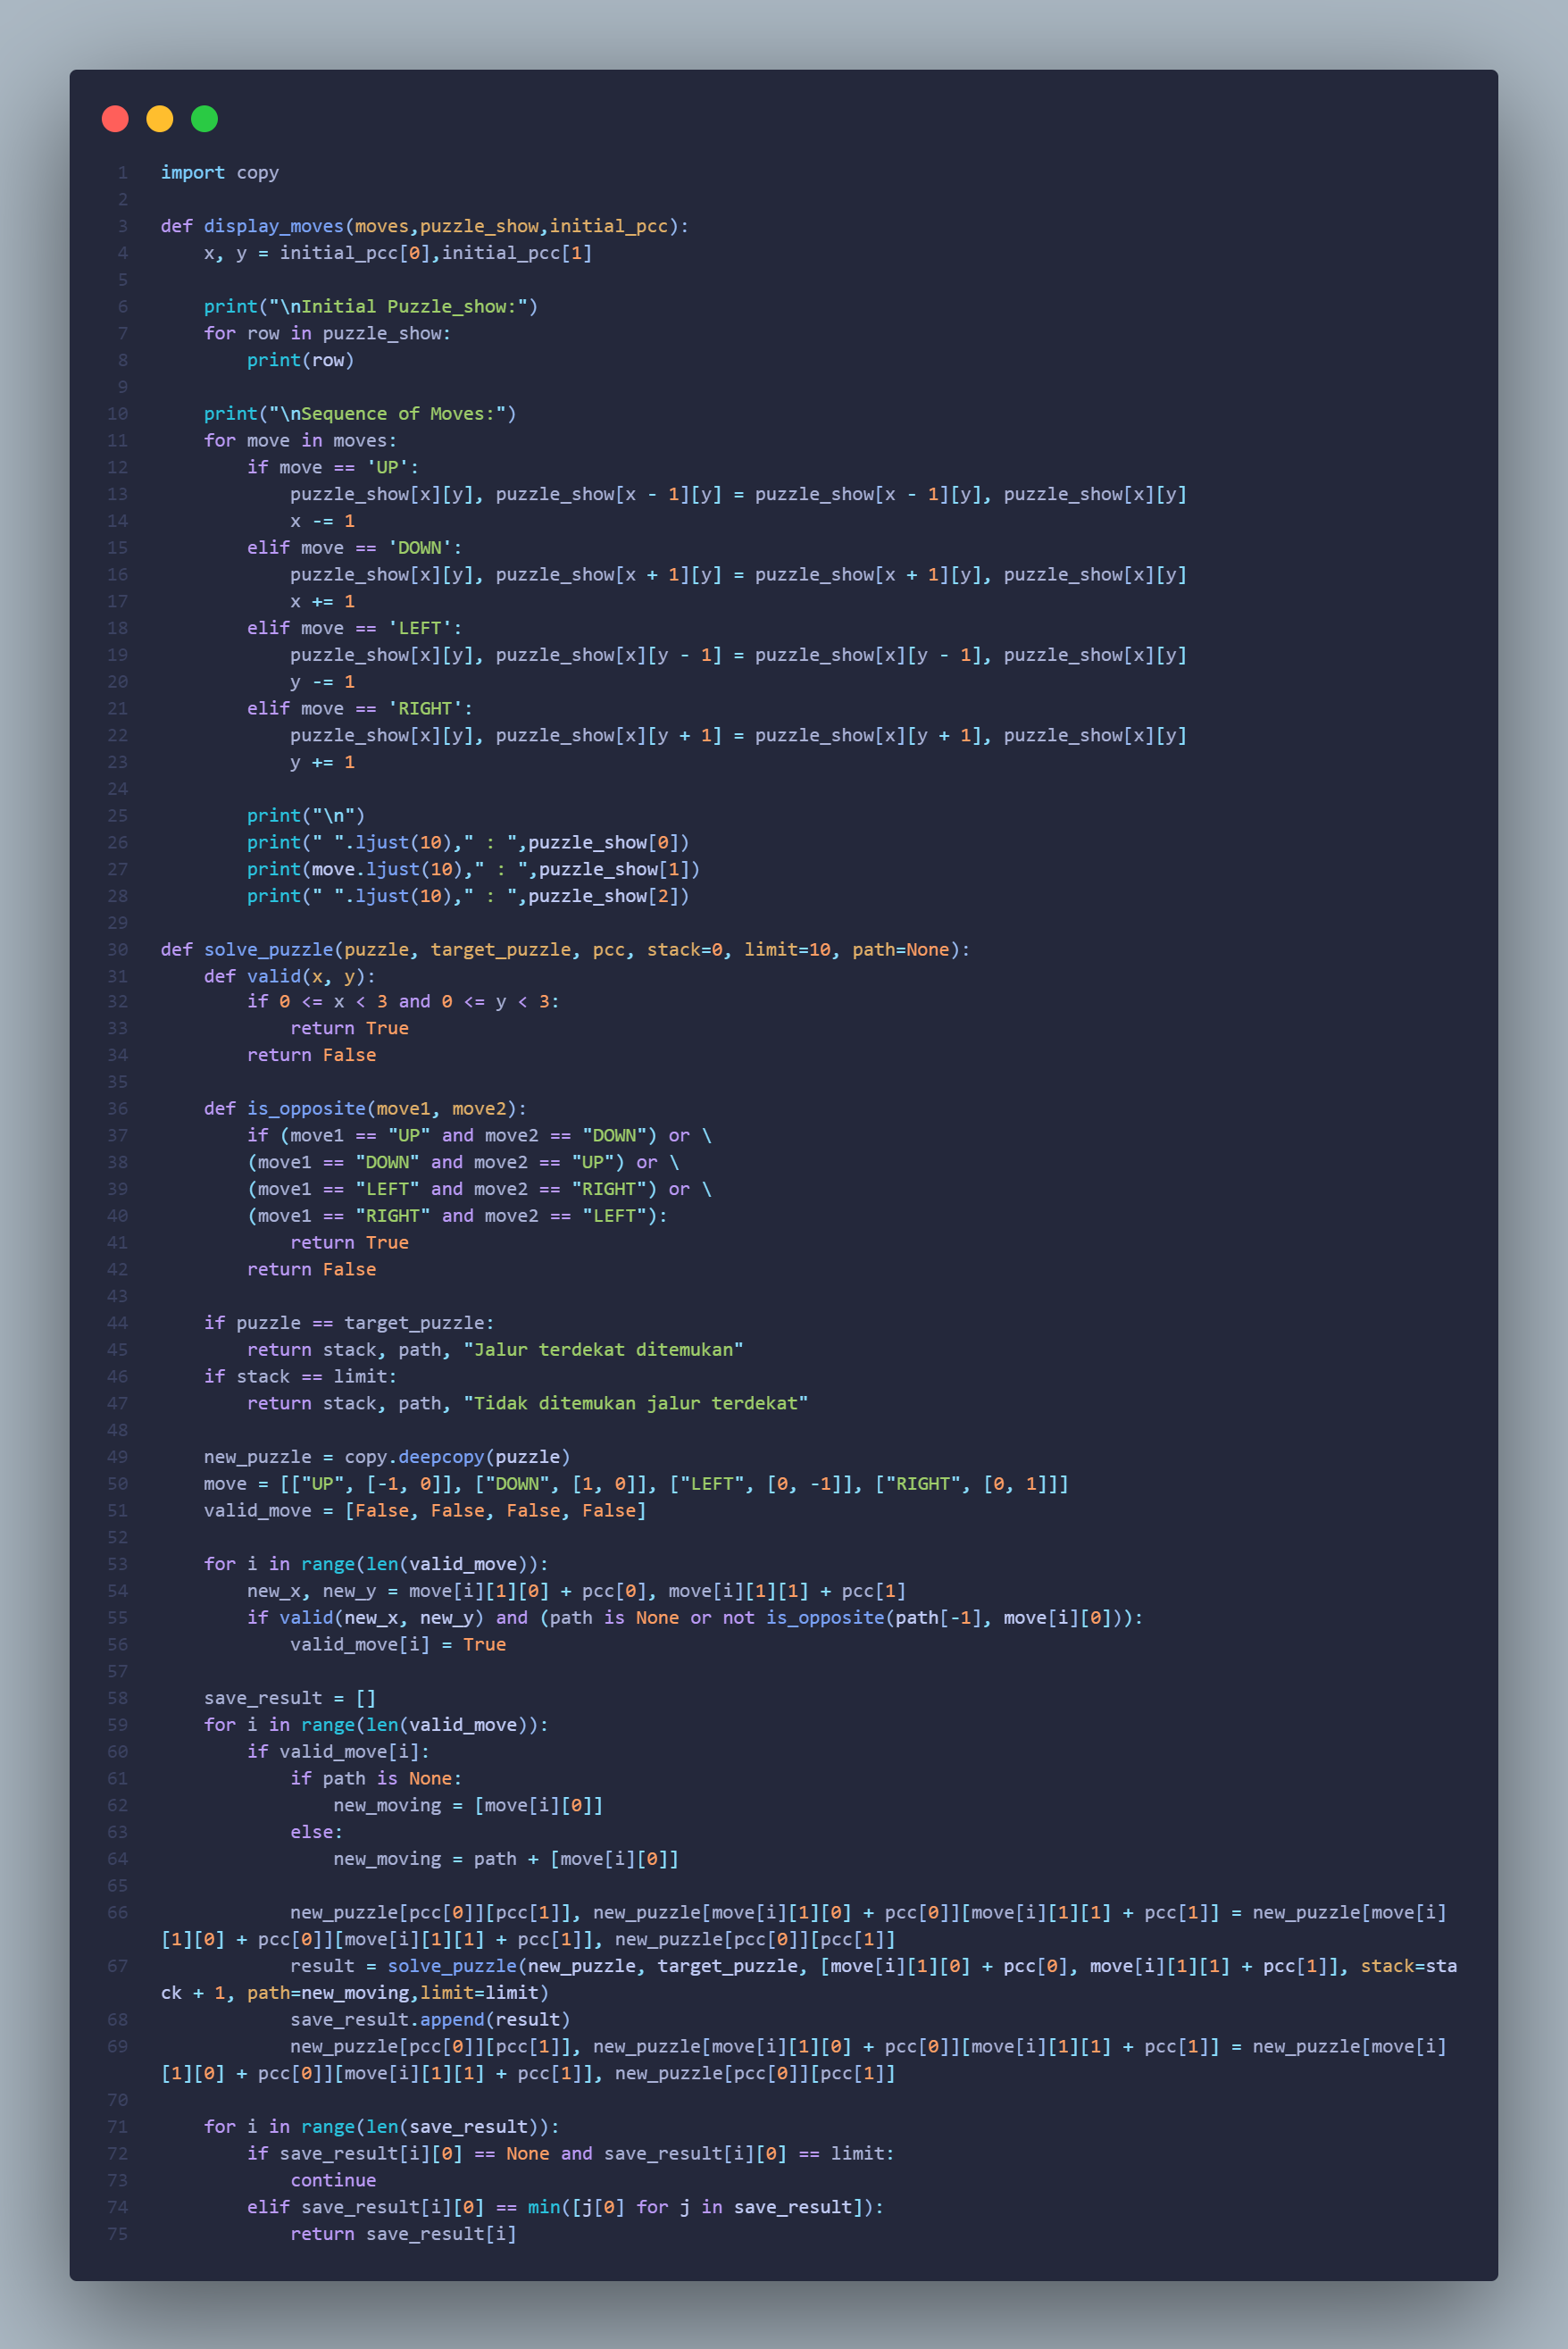 1 import copy
2
3 def display_moves(moves,puzzle_show,initial_pcc):
4     x, y = initial_pcc[0],initial_pcc[1]
5
6     print("\nInitial Puzzle_show:")
7     for row in puzzle_show:
8         print(row)
9
10     print("\nSequence of Moves:")
11     for move in moves:
12         if move == 'UP':
13             puzzle_show[x][y], puzzle_show[x - 1][y] = puzzle_show[x - 1][y], puzzle_show[x][y]
14             x -= 1
15         elif move == 'DOWN':
16             puzzle_show[x][y], puzzle_show[x + 1][y] = puzzle_show[x + 1][y], puzzle_show[x][y]
17             x += 1
18         elif move == 'LEFT':
19             puzzle_show[x][y], puzzle_show[x][y - 1] = puzzle_show[x][y - 1], puzzle_show[x][y]
20             y -= 1
21         elif move == 'RIGHT':
22             puzzle_show[x][y], puzzle_show[x][y + 1] = puzzle_show[x][y + 1], puzzle_show[x][y]
23             y += 1
24
25         print("\n")
26         print(" ".ljust(10)," : ",puzzle_show[0])
27         print(move.ljust(10)," : ",puzzle_show[1])
28         print(" ".ljust(10)," : ",puzzle_show[2])
29
30 def solve_puzzle(puzzle, target_puzzle, pcc, stack=0, limit=10, path=None):
31     def valid(x, y):
32         if 0 <= x < 3 and 0 <= y < 3:
33             return True
34         return False
35
36     def is_opposite(move1, move2):
37         if (move1 == "UP" and move2 == "DOWN") or \
38         (move1 == "DOWN" and move2 == "UP") or \
39         (move1 == "LEFT" and move2 == "RIGHT") or \
40         (move1 == "RIGHT" and move2 == "LEFT"):
41             return True
42         return False
43
44     if puzzle == target_puzzle:
45         return stack, path, "Jalur terdekat ditemukan"
46     if stack == limit:
47         return stack, path, "Tidak ditemukan jalur terdekat"
48
49     new_puzzle = copy.deepcopy(puzzle)
50     move = [["UP", [-1, 0]], ["DOWN", [1, 0]], ["LEFT", [0, -1]], ["RIGHT", [0, 1]]]
51     valid_move = [False, False, False, False]
52
53     for i in range(len(valid_move)):
54         new_x, new_y = move[i][1][0] + pcc[0], move[i][1][1] + pcc[1]
55         if valid(new_x, new_y) and (path is None or not is_opposite(path[-1], move[i][0])):
56             valid_move[i] = True
57
58     save_result = []
59     for i in range(len(valid_move)):
60         if valid_move[i]:
61             if path is None:
62                 new_moving = [move[i][0]]
63             else:
64                 new_moving = path + [move[i][0]]
65
66             new_puzzle[pcc[0]][pcc[1]], new_puzzle[move[i][1][0] + pcc[0]][move[i][1][1] + pcc[1]] = new_puzzle[move[i]
[1][0] + pcc[0]][move[i][1][1] + pcc[1]], new_puzzle[pcc[0]][pcc[1]]
67             result = solve_puzzle(new_puzzle, target_puzzle, [move[i][1][0] + pcc[0], move[i][1][1] + pcc[1]], stack=sta
ck + 1, path=new_moving,limit=limit)
68             save_result.append(result)
69             new_puzzle[pcc[0]][pcc[1]], new_puzzle[move[i][1][0] + pcc[0]][move[i][1][1] + pcc[1]] = new_puzzle[move[i]
[1][0] + pcc[0]][move[i][1][1] + pcc[1]], new_puzzle[pcc[0]][pcc[1]]
70
71     for i in range(len(save_result)):
72         if save_result[i][0] == None and save_result[i][0] == limit:
73             continue
74         elif save_result[i][0] == min([j[0] for j in save_result]):
75             return save_result[i]